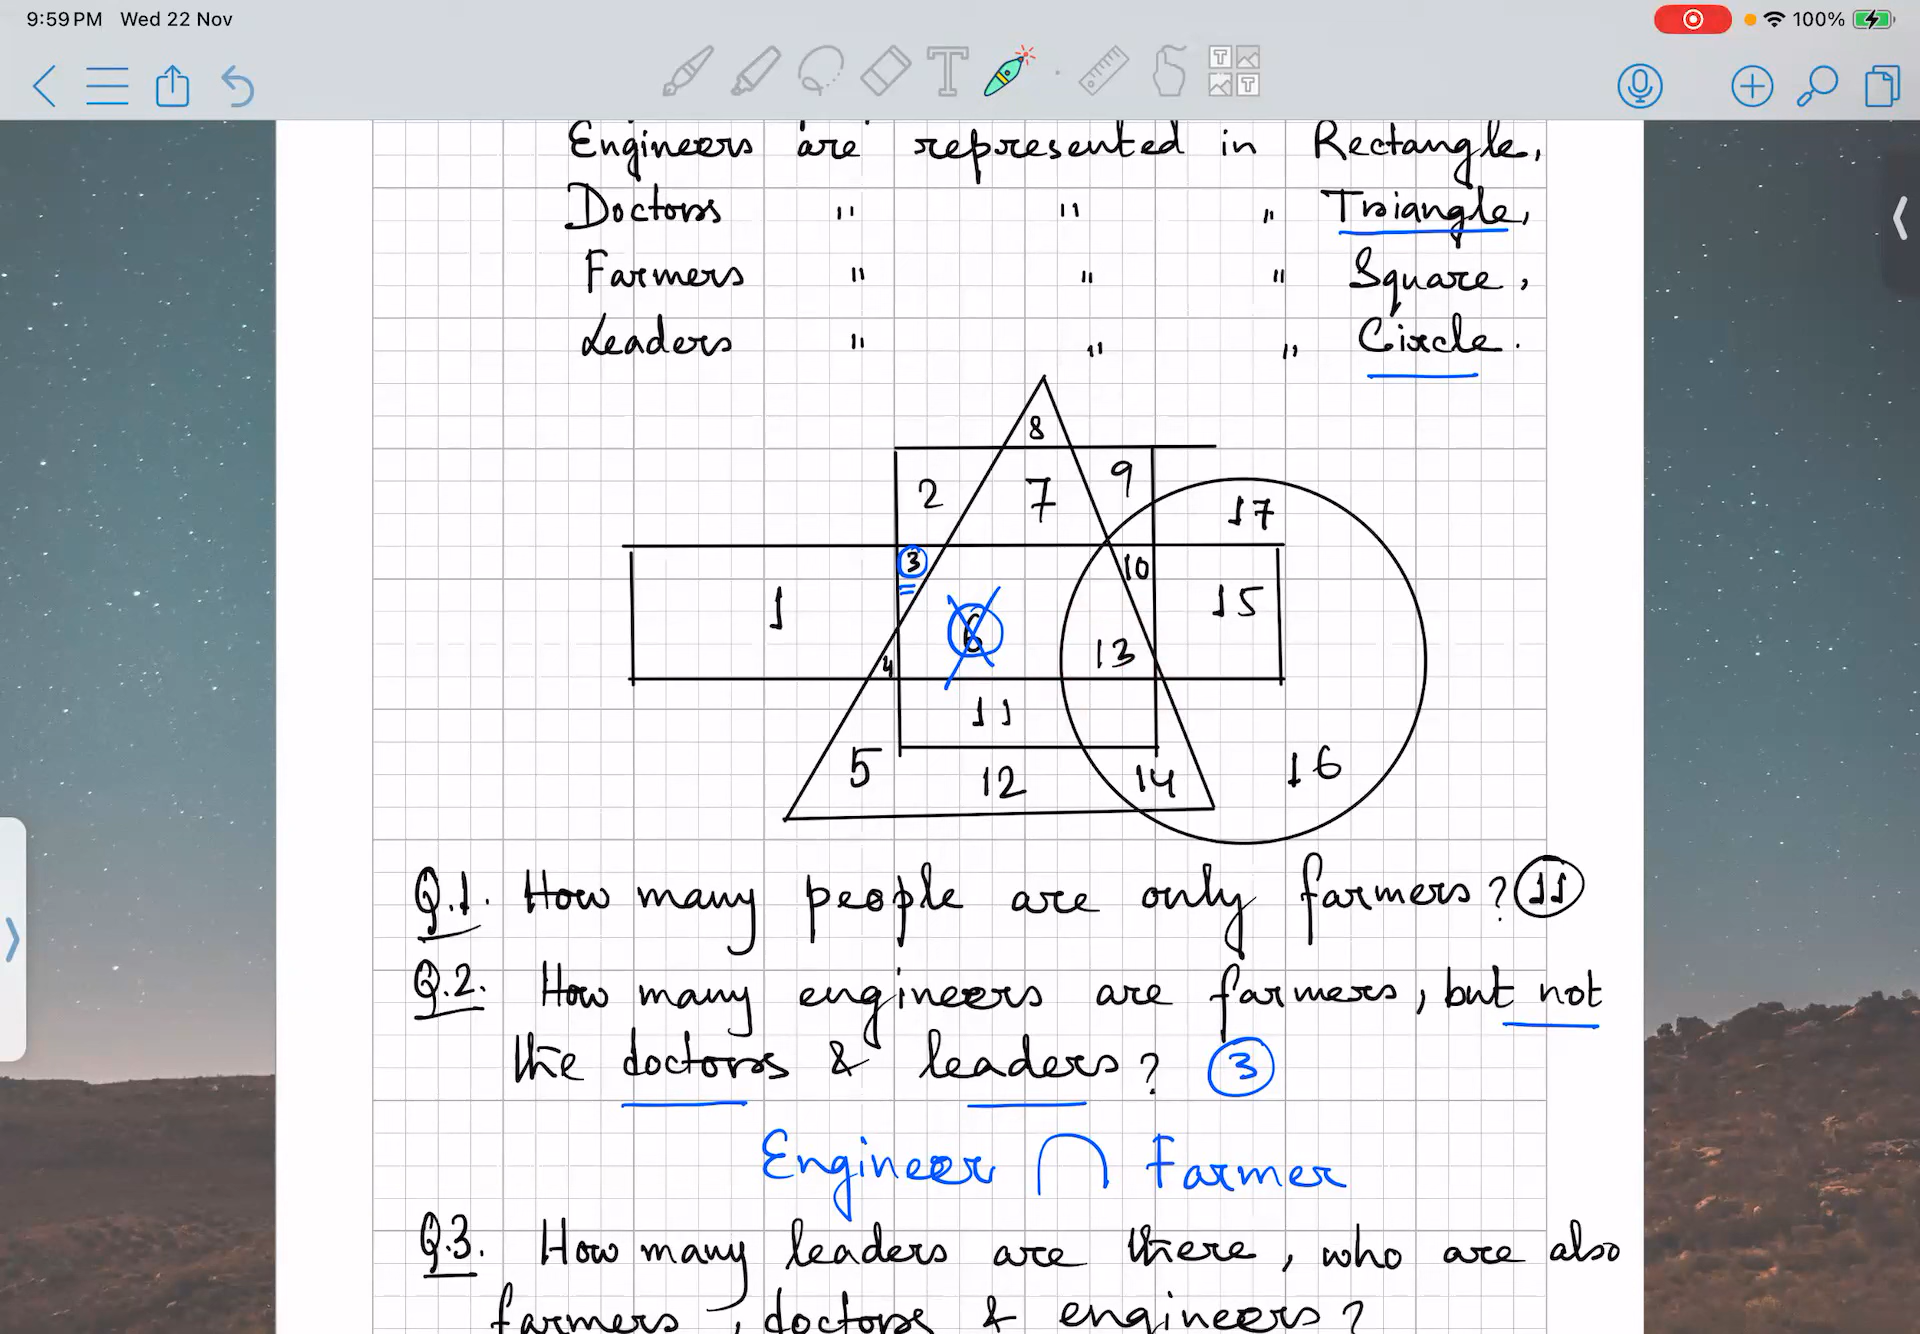 9:59 PM Wed 22 Nov
100%
Engineers are represented in Rectangle,
Doctors " " " Triangle,
Farmers " " " Square,
Leaders " " " Circle.
8
2 7 9
17
3
10
1
15
6
4
13
11
5 12 14 16
Q.1. How many people are only farmers? 11
Q.2. How many engineers are farmers, but not
the doctors & leaders? 3
Engineer ∩ Farmer
Q.3. How many leaders are there, who are also
farmers, doctors & engineers?